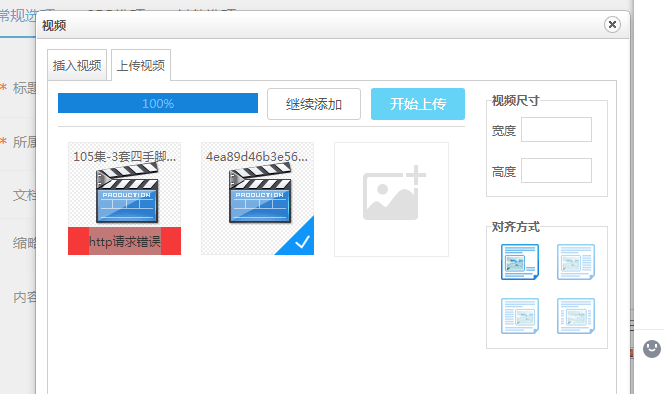 常规选项
视频
插入视频
上传视频
100%
继续添加
开始上传
视频尺寸
宽度
高度
105集-3套四手脚...
4ea89d46b3e56...
PRODUCTION
PRODUCTION
http请求错误
对齐方式
* 标题
* 所属
文档
缩略
内容